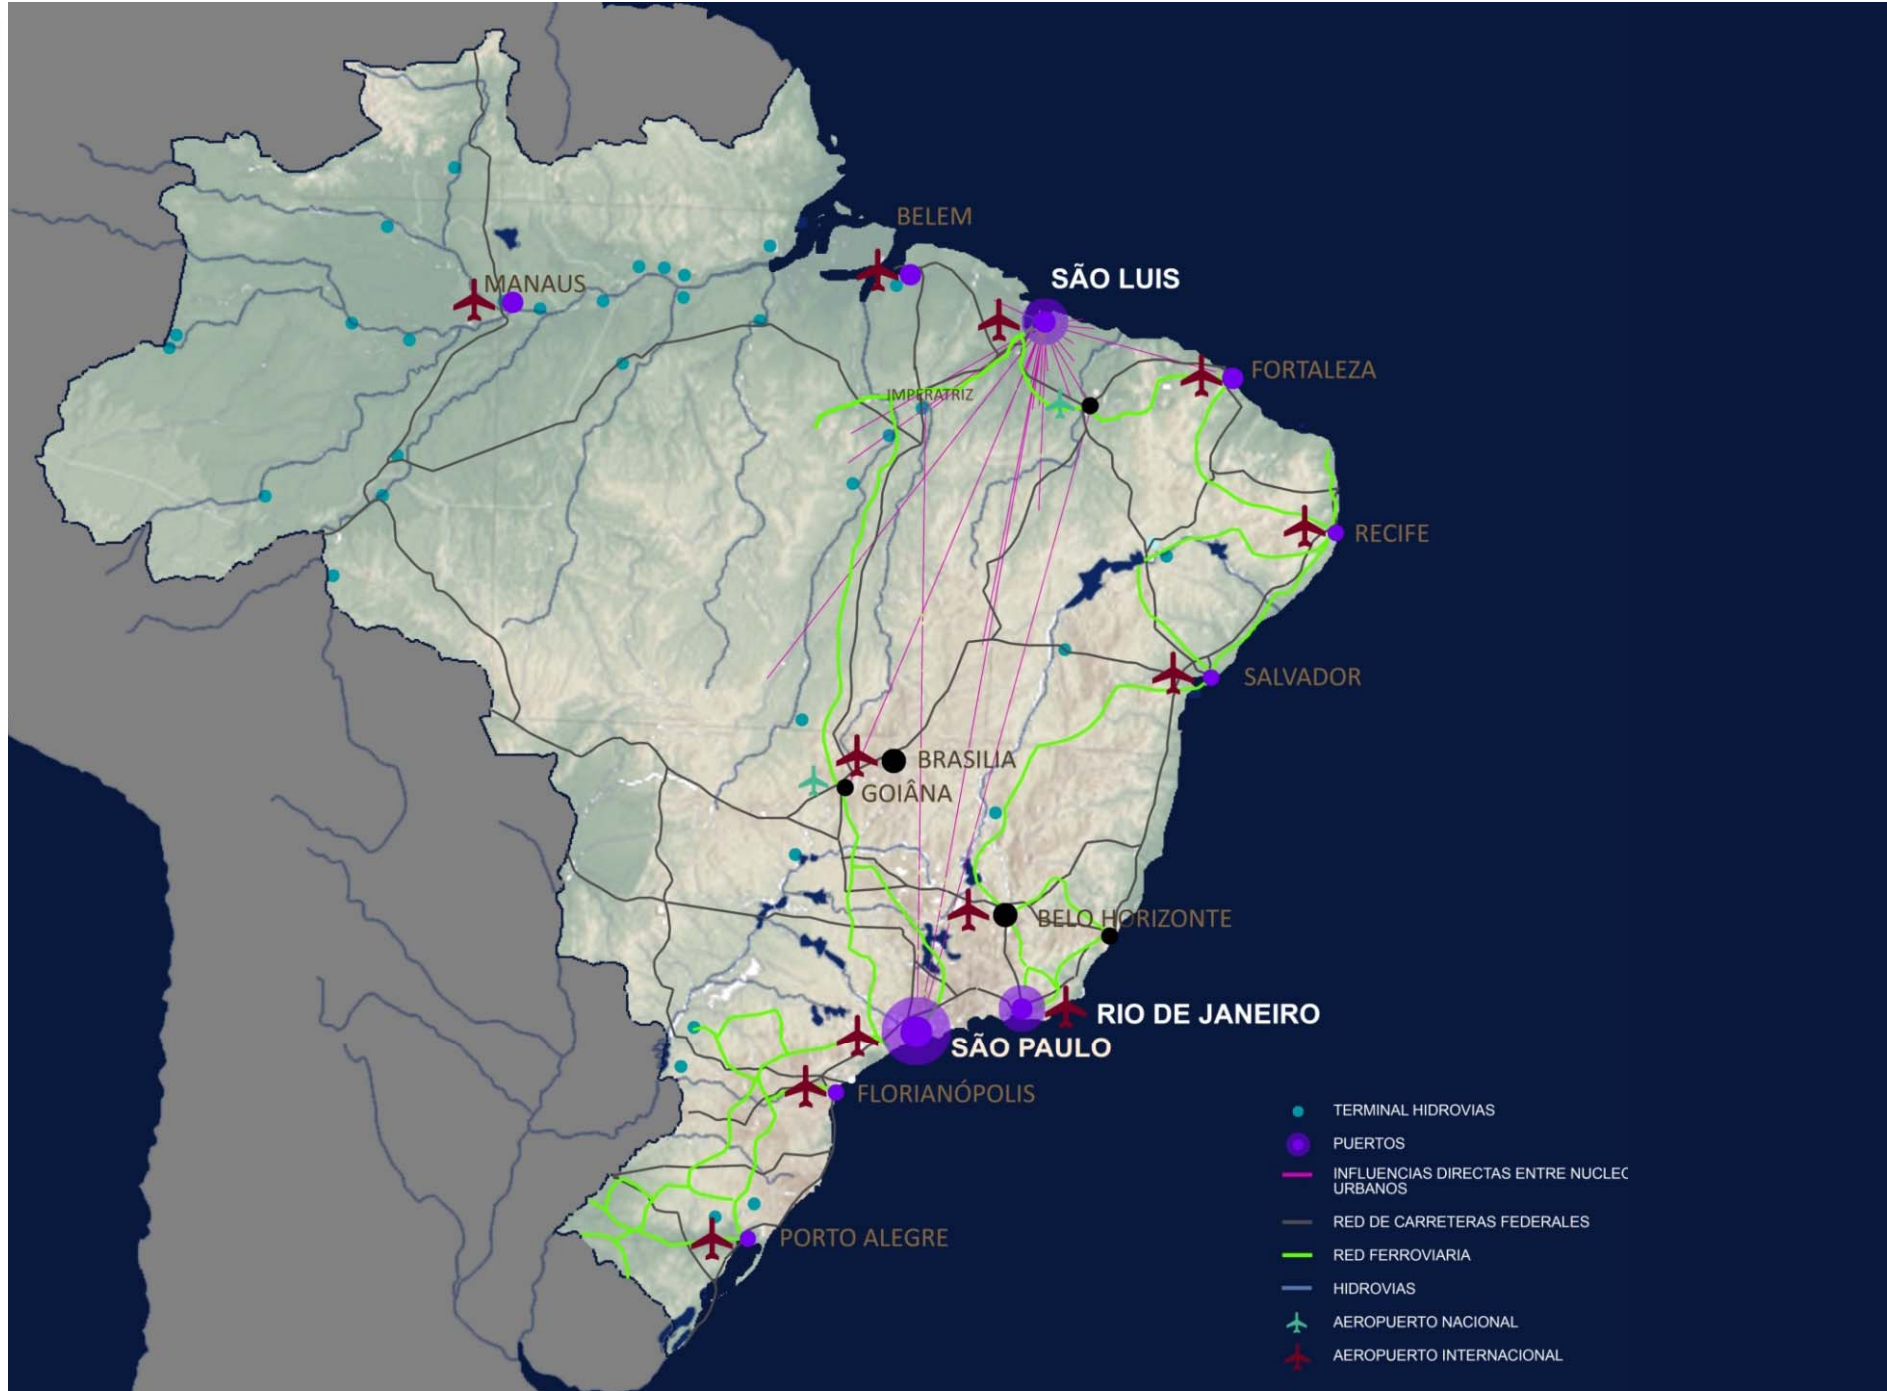 BELEM
SÃO LUIS
MANAUS
FORTALEZA
IMPERATRIZ
RECIFE
SALVADOR
BRASILIA
GOIÂNA
BELO HORIZONTE
RIO DE JANEIRO
SÃO PAULO
FLORIANÓPOLIS
PORTO ALEGRE
TERMINAL HIDROVIAS
PUERTOS
INFLUENCIAS DIRECTAS ENTRE NUCLEC
URBANOS
RED DE CARRETERAS FEDERALES
RED FERROVIARIA
HIDROVIAS
AEROPUERTO NACIONAL
AEROPUERTO INTERNACIONAL